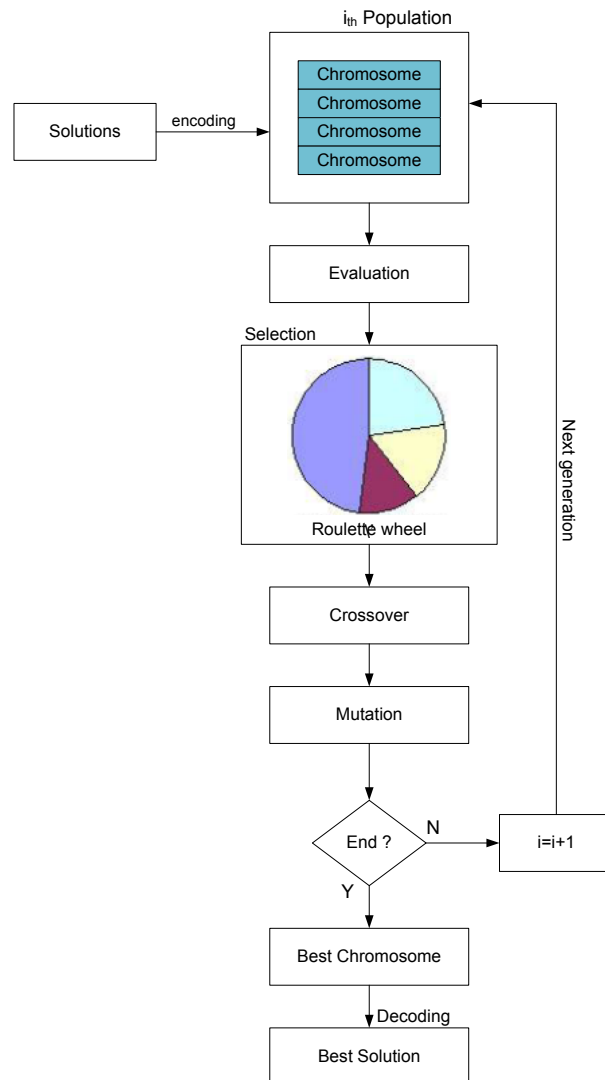 ith Population
Chromosome
Chromosome
Chromosome
Chromosome
Solutions
encoding
Evaluation
Selection
Roulette wheel
Y
Next generation
Crossover
Mutation
End ?
N
i=i+1
Y
Best Chromosome
Decoding
Best Solution